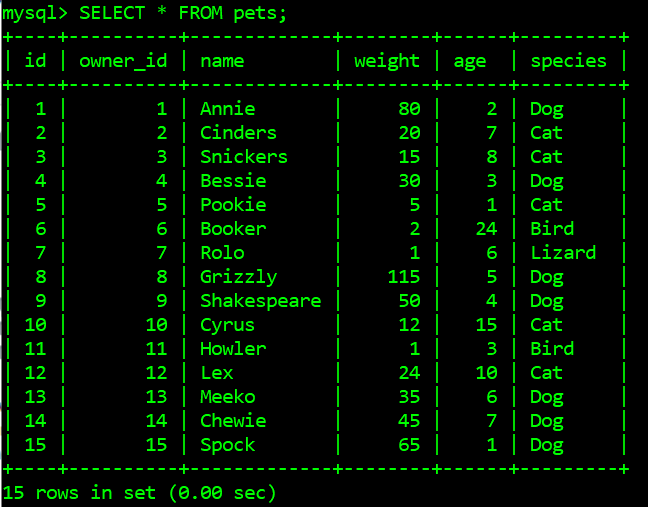 mysql> SELECT * FROM pets;
+----+----------+-------------+--------+------+---------+
| id | owner_id | name        | weight | age  | species |
+----+----------+-------------+--------+------+---------+
|  1 |        1 | Annie       |     80 |    2 | Dog     |
|  2 |        2 | Cinders     |     20 |    7 | Cat     |
|  3 |        3 | Snickers    |     15 |    8 | Cat     |
|  4 |        4 | Bessie      |     30 |    3 | Dog     |
|  5 |        5 | Pookie      |      5 |    1 | Cat     |
|  6 |        6 | Booker      |      2 |   24 | Bird    |
|  7 |        7 | Rolo        |      1 |    6 | Lizard  |
|  8 |        8 | Grizzly     |    115 |    5 | Dog     |
|  9 |        9 | Shakespeare |     50 |    4 | Dog     |
| 10 |       10 | Cyrus       |     12 |   15 | Cat     |
| 11 |       11 | Howler      |      1 |    3 | Bird    |
| 12 |       12 | Lex         |     24 |   10 | Cat     |
| 13 |       13 | Meeko       |     35 |    6 | Dog     |
| 14 |       14 | Chewie      |     45 |    7 | Dog     |
| 15 |       15 | Spock       |     65 |    1 | Dog     |
+----+----------+-------------+--------+------+---------+
15 rows in set (0.00 sec)